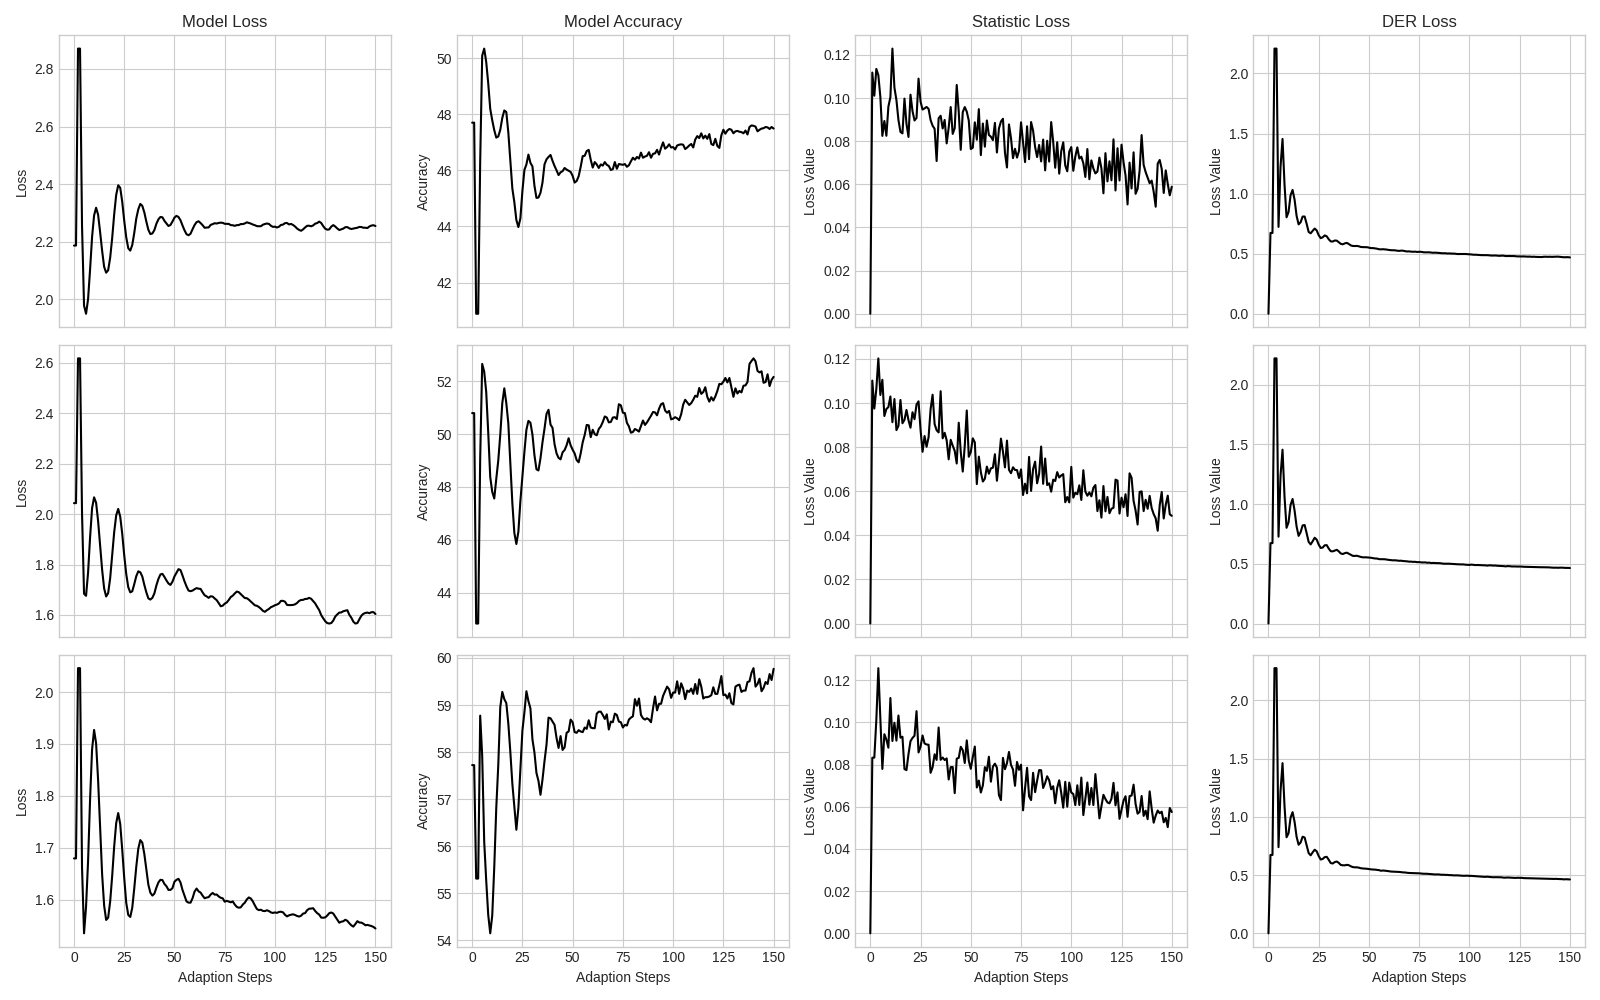 Model Loss
Model Accuracy
Statistic Loss
DER Loss
2.8
2.6
2.4
2.2
2.0
Loss
50
48
46
44
42
Accuracy
0.12
0.10
0.08
0.06
0.04
0.02
0.00
Loss Value
2.0
1.5
1.0
0.5
0.0
Loss Value
2.6
2.4
2.2
2.0
1.8
1.6
Loss
52
50
48
46
44
Accuracy
0.12
0.10
0.08
0.06
0.04
0.02
0.00
Loss Value
2.0
1.5
1.0
0.5
0.0
Loss Value
2.0
1.9
1.8
1.7
1.6
Loss
0 25 50 75 100 125 150
Adaption Steps
60
59
58
57
56
55
54
Accuracy
0 25 50 75 100 125 150
Adaption Steps
0.12
0.10
0.08
0.06
0.04
0.02
0.00
Loss Value
0 25 50 75 100 125 150
Adaption Steps
2.0
1.5
1.0
0.5
0.0
Loss Value
0 25 50 75 100 125 150
Adaption Steps